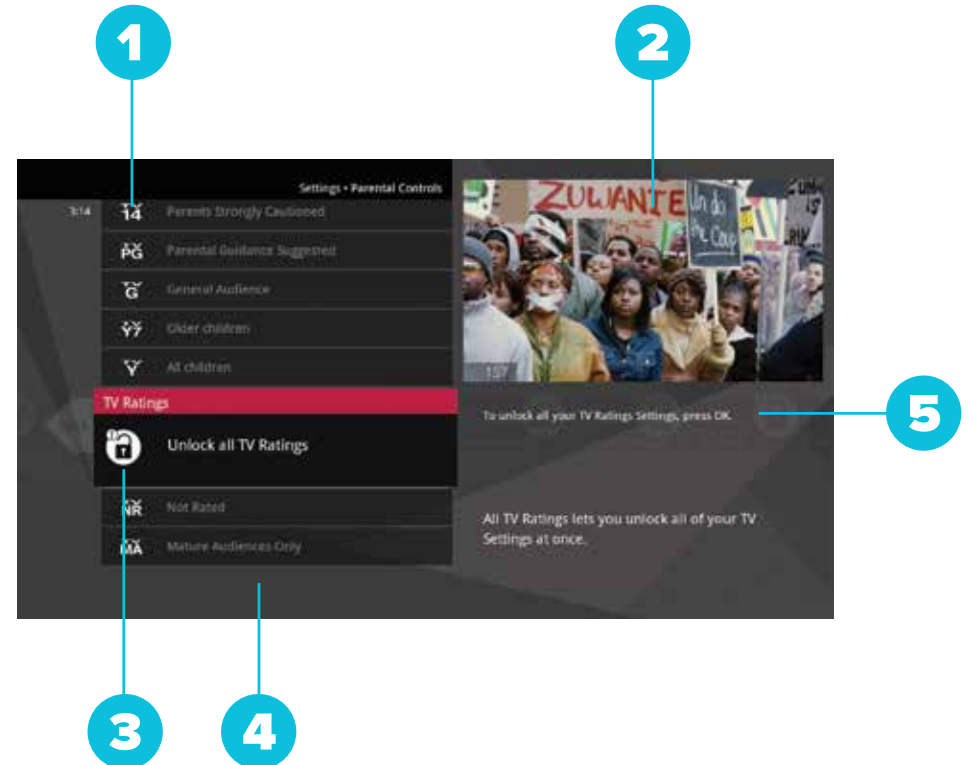 1
2
Settings • Parental Controls
3:14
TV 14 Parents Strongly Cautioned
TV PG Parental Guidance Suggested
TV G General Audience
TV Y7 Older children
TV Y All children
TV Ratings
Unlock all TV Ratings
NR Not Rated
TV MA Mature Audiences Only
ZUWANIE
Un do
the Coup
157
To unlock all your TV Ratings Settings, press OK.
All TV Ratings lets you unlock all of your TV
Settings at once.
5
3
4